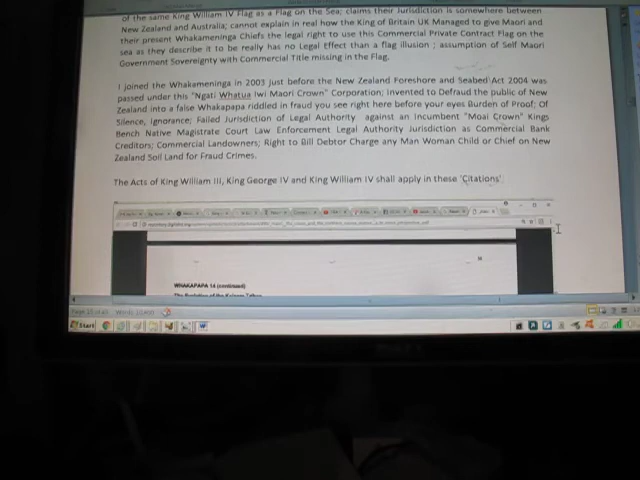 of the same King William IV Flag as a Flag on the Sea; claims their Jurisdiction is somewhere between
New Zealand and Australia; cannot explain in real how the King of Britain UK Managed to give Maori and
their present Whakameninga Chiefs the legal right to use this Commercial Private Contract Flag on the
sea as they describe it to be really has no Legal Effect than a flag illusion ; assumption of Self Maori
Government Sovereignty with Commercial Title missing in the Flag.
I joined the Whakameninga in 2003 just before the New Zealand Foreshore and Seabed Act 2004 was
passed under this "Ngati Whatua Iwi Maori Crown" Corporation; Invented to Defraud the public of New
Zealand into a false Whakapapa riddled in fraud you see right here before your eyes Burden of Proof; Of
Silence, Ignorance; Failed Jurisdiction of Legal Authority against an Incumbent "Moai Crown" Kings
Bench Native Magistrate Court Law Enforcement Legal Authority Jurisdiction as Commercial Bank
Creditors; Commercial Landowners; Right to Bill Debtor Charge any Man Woman Child or Chief on New
Zealand Soil Land for Fraud Crimes.
The Acts of King William III, King George IV and King William IV shall apply in these 'Citations'
WHAKAPAPA 14 (continued)
Start